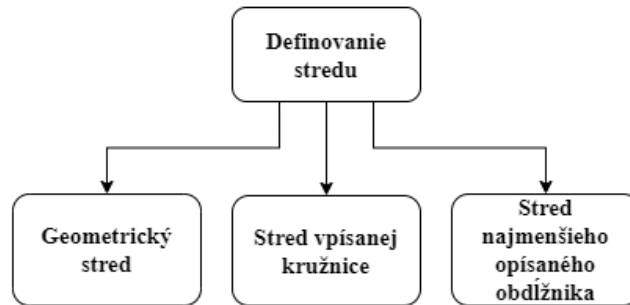 Definovanie
stredu
Geometrický
stred
Stred vpísanej
kružnice
Stred
najmenšieho
opísaného
obdĺžnika